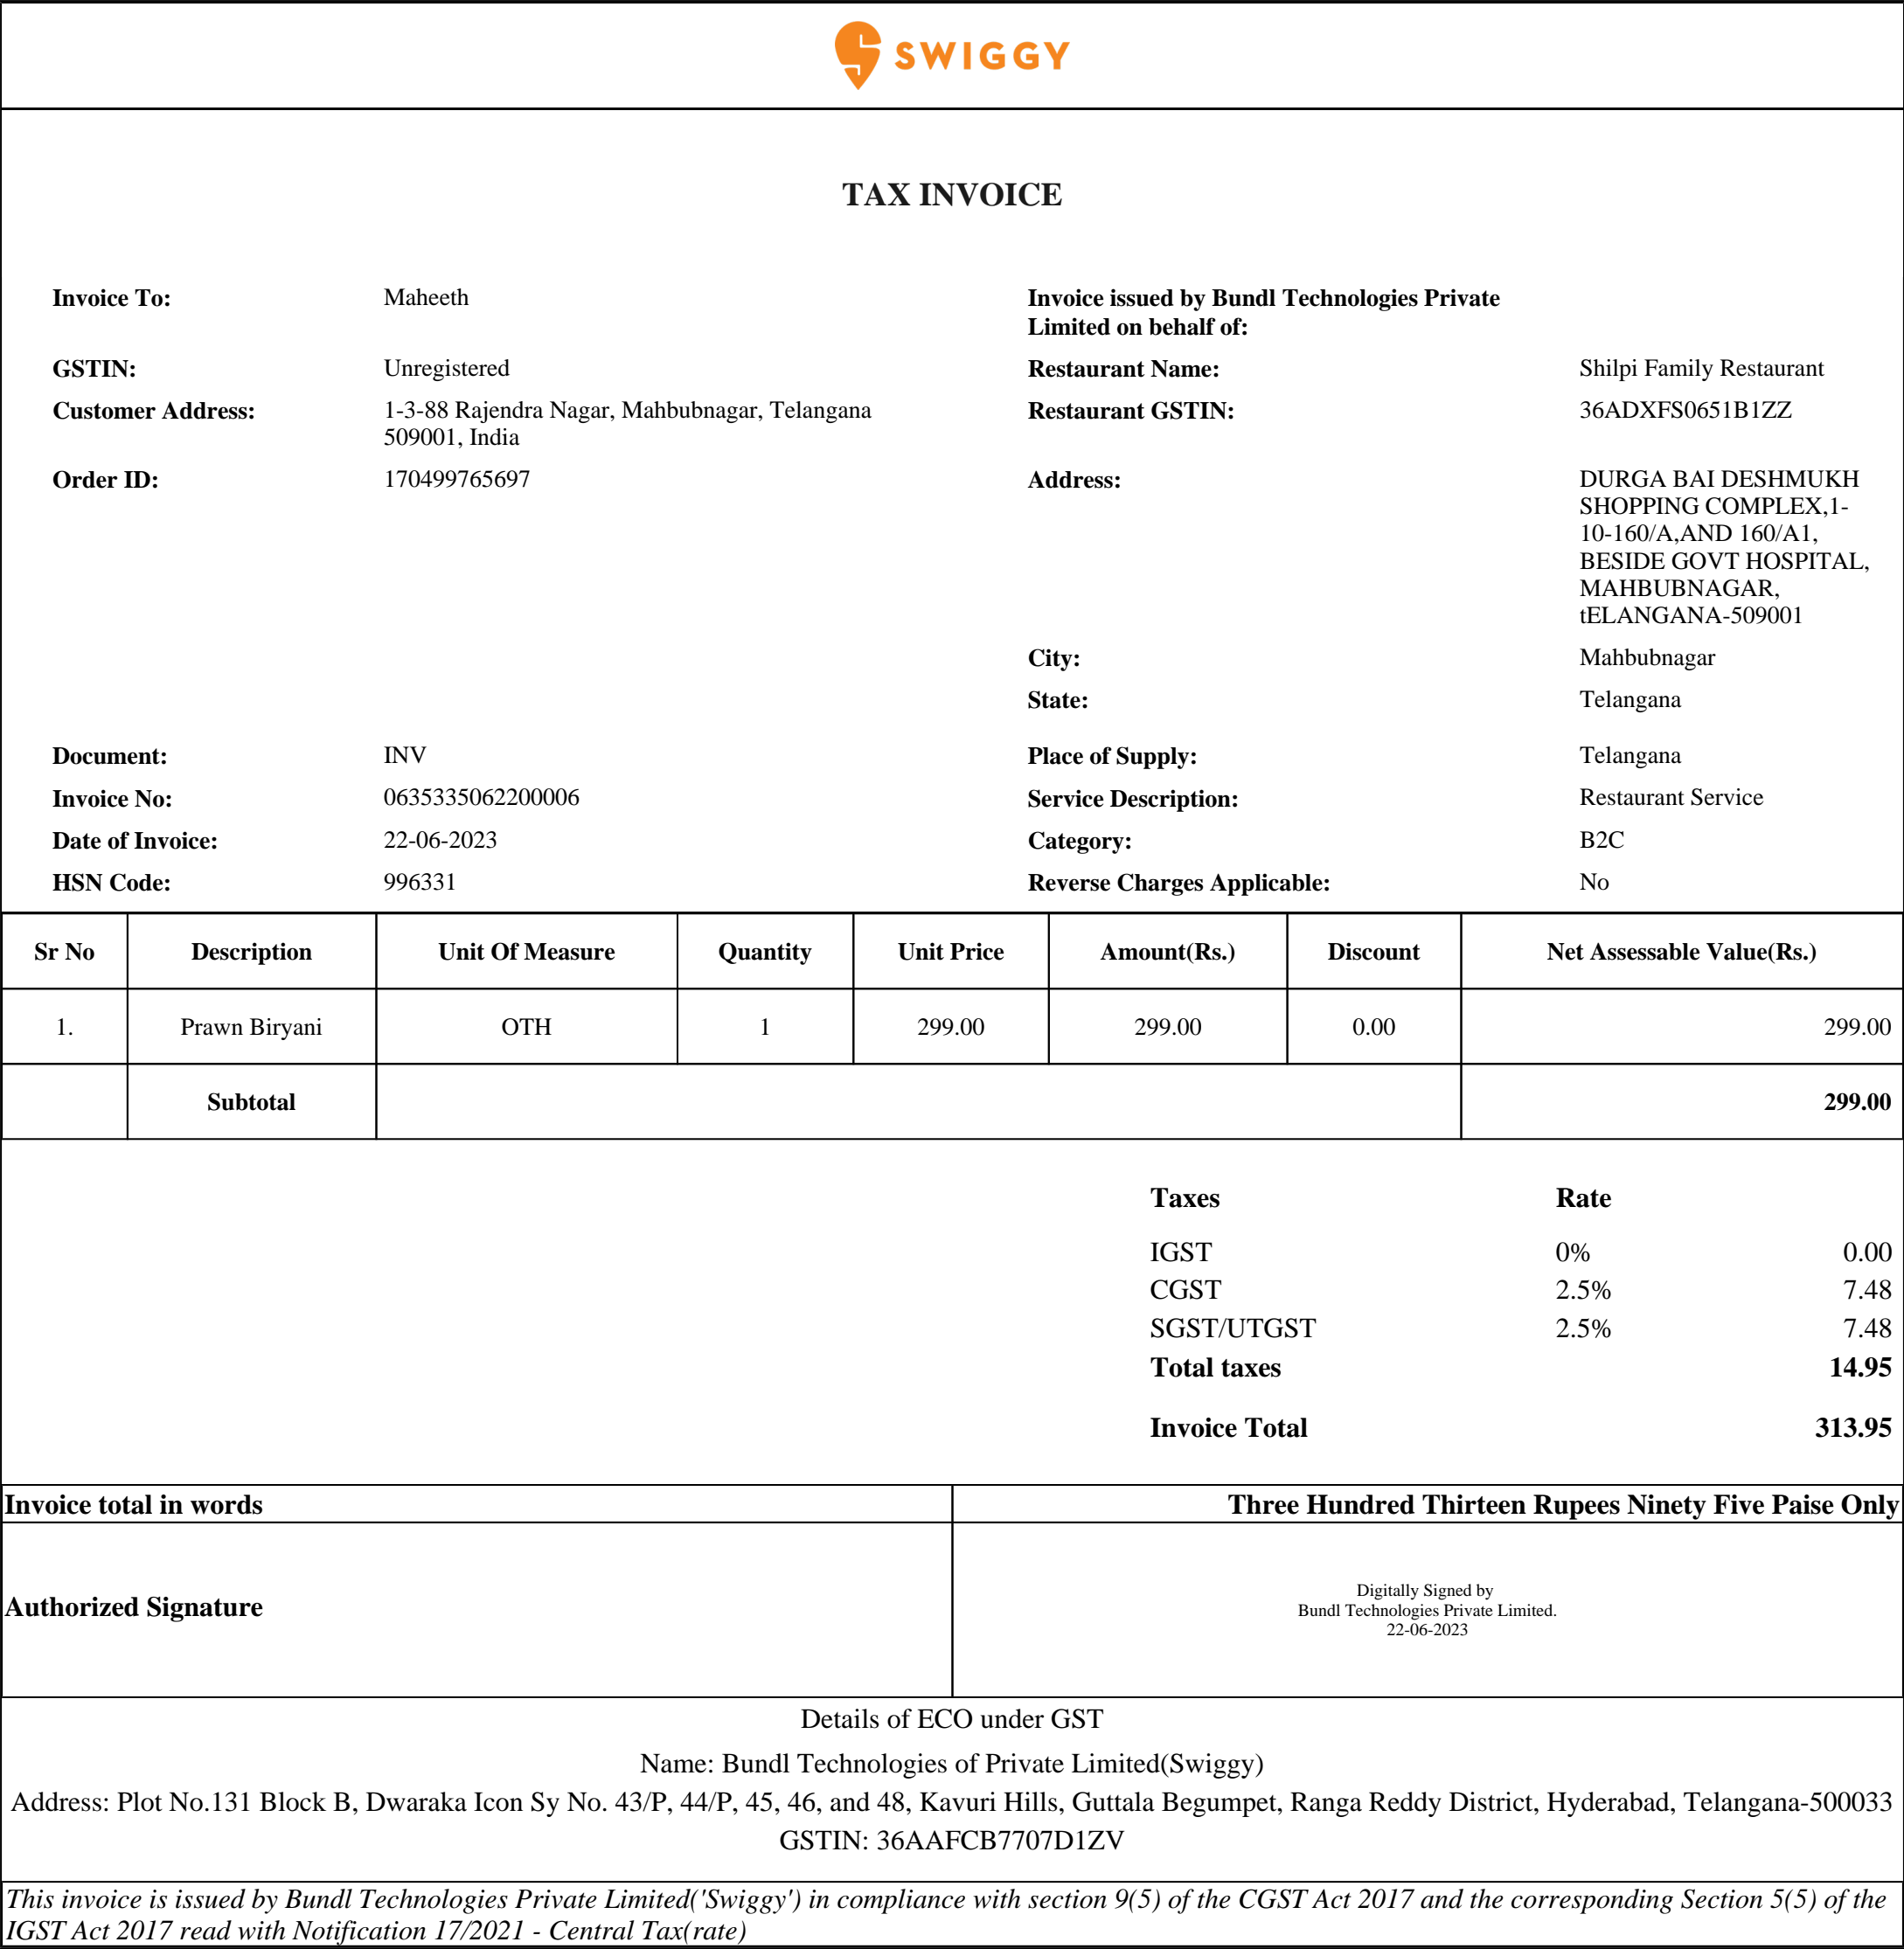 SWIGGY
TAX INVOICE
Invoice To: Maheeth Invoice issued by Bundl Technologies Private
Limited on behalf of:
GSTIN: Unregistered Restaurant Name: Shilpi Family Restaurant
Customer Address: 1-3-88 Rajendra Nagar, Mahbubnagar, Telangana Restaurant GSTIN: 36ADXFS0651B1ZZ
509001, India
Order ID: 170499765697 Address: DURGA BAI DESHMUKH
SHOPPING COMPLEX,1-
10-160/A,AND 160/A1,
BESIDE GOVT HOSPITAL,
MAHBUBNAGAR,
tELANGANA-509001
City: Mahbubnagar
State: Telangana
Document: INV Place of Supply: Telangana
Invoice No: 0635335062200006 Service Description: Restaurant Service
Date of Invoice: 22-06-2023 Category: B2C
HSN Code: 996331 Reverse Charges Applicable: No
Sr No Description Unit Of Measure Quantity Unit Price Amount(Rs.) Discount Net Assessable Value(Rs.)
1. Prawn Biryani OTH 1 299.00 299.00 0.00 299.00
Subtotal 299.00
Taxes Rate
IGST 0% 0.00
CGST 2.5% 7.48
SGST/UTGST 2.5% 7.48
Total taxes 14.95
Invoice Total 313.95
Invoice total in words Three Hundred Thirteen Rupees Ninety Five Paise Only
Authorized Signature
Digitally Signed by
Bundl Technologies Private Limited.
22-06-2023
Details of ECO under GST
Name: Bundl Technologies of Private Limited(Swiggy)
Address: Plot No.131 Block B, Dwaraka Icon Sy No. 43/P, 44/P, 45, 46, and 48, Kavuri Hills, Guttala Begumpet, Ranga Reddy District, Hyderabad, Telangana-500033
GSTIN: 36AAFCB7707D1ZV
This invoice is issued by Bundl Technologies Private Limited('Swiggy') in compliance with section 9(5) of the CGST Act 2017 and the corresponding Section 5(5) of the
IGST Act 2017 read with Notification 17/2021 - Central Tax(rate)